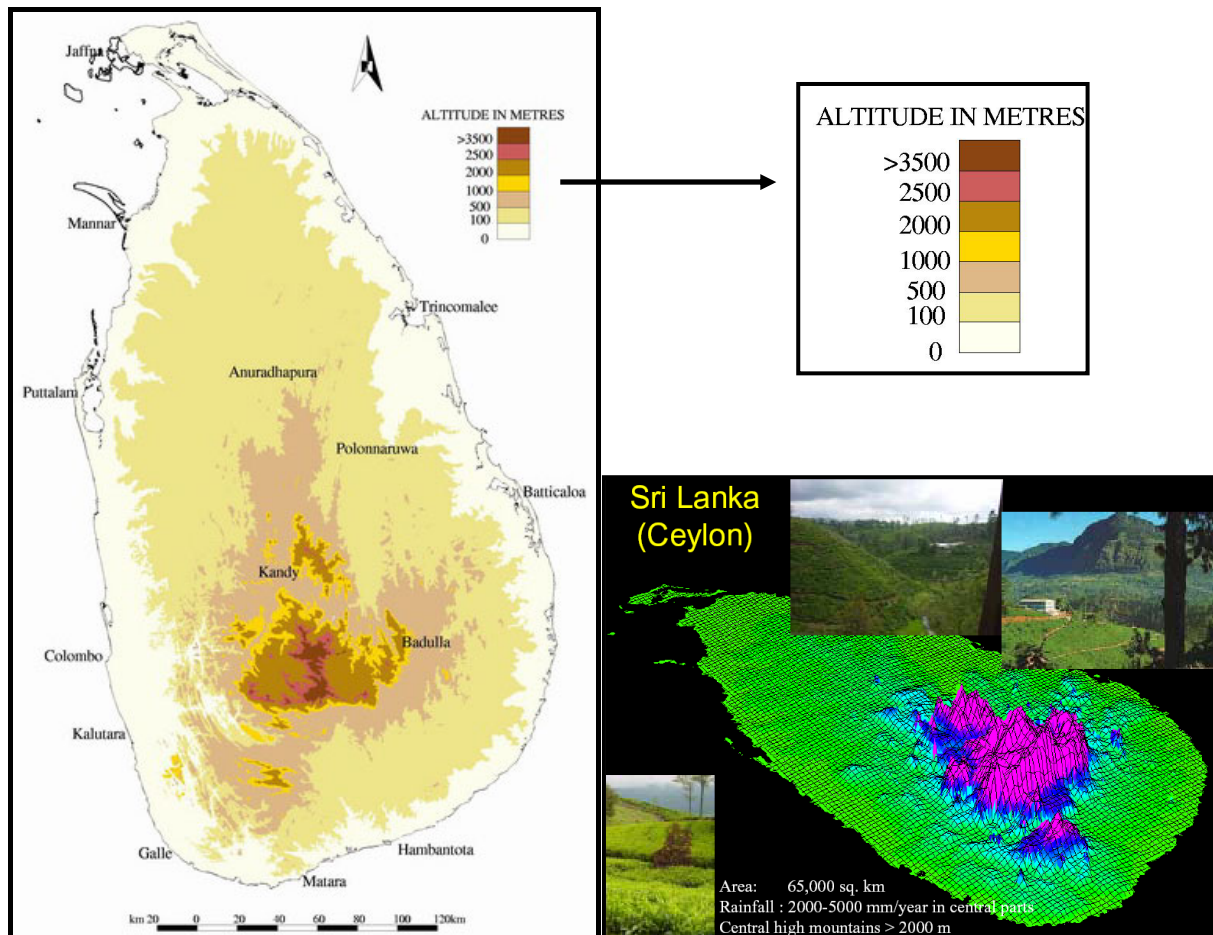 Jaffna
ALTITUDE IN METRES
>3500
2500
2000
1000
500
100
0
Mannar
Trincomalee
Anuradhapura
Puttalam
Polonnaruwa
Batticaloa
Kandy
Badulla
Colombo
Kalutara
Galle
Hambantota
Matara
km 20 0 20 40 60 80 100 120km
ALTITUDE IN METRES
>3500
2500
2000
1000
500
100
0
Sri Lanka
(Ceylon)
Area: 65,000 sq. km
Rainfall : 2000-5000 mm/year in central parts
Central high mountains > 2000 m